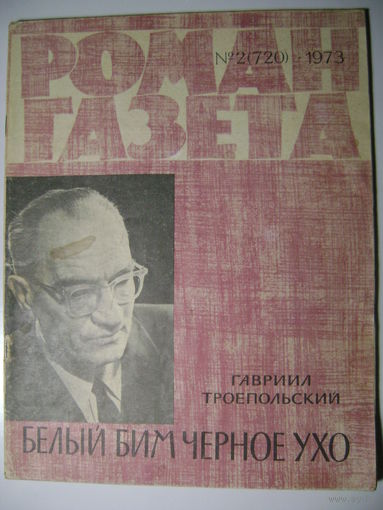 РОМАН
№2(720) · 1973
ГАЗЕТА
ГАВРИИЛ
ТРОЕПОЛЬСКИЙ
БЕЛЫЙ БИМ ЧЕРНОЕ УХО